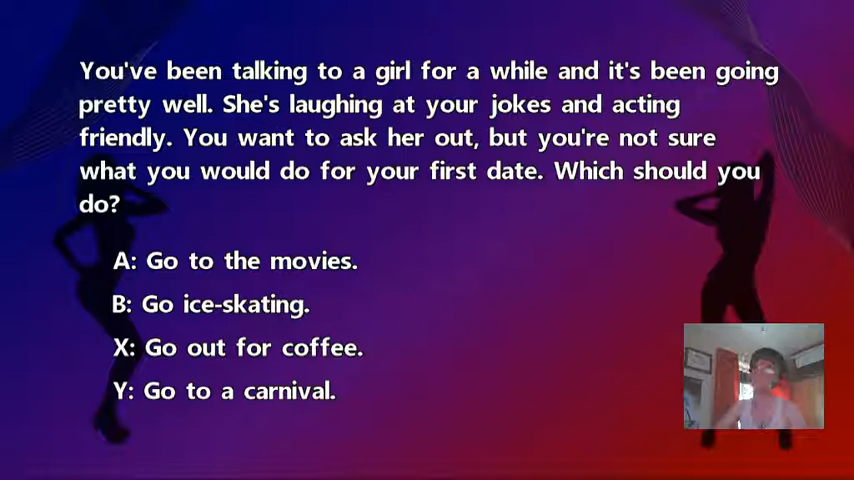 You've been talking to a girl for a while and it's been going
pretty well. She's laughing at your jokes and acting
friendly. You want to ask her out, but you're not sure
what you would do for your first date. Which should you
do?
A: Go to the movies.
B: Go ice-skating.
X: Go out for coffee.
Y: Go to a carnival.